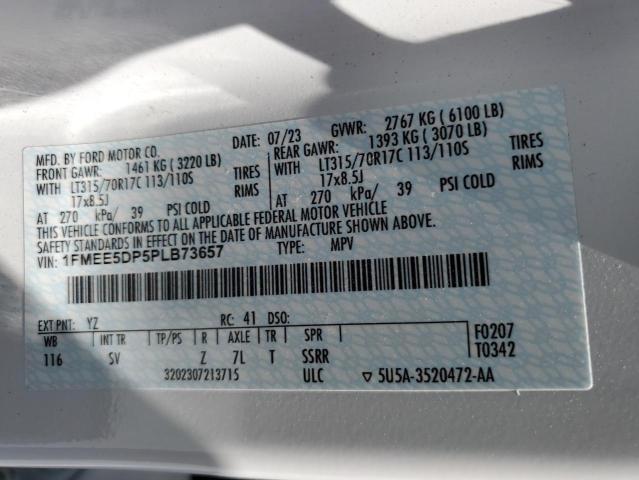 MFD. BY FORD MOTOR CO.
DATE: 07/23 GVWR: 2767 KG ( 6100 LB)
FRONT GAWR: 1461 KG ( 3220 LB) REAR GAWR: 1393 KG ( 3070 LB)
WITH LT315/70R17C 113/110S TIRES WITH LT315/70R17C 113/110S TIRES
17x8.5J RIMS 17x8.5J RIMS
AT 270 kPa/ 39 PSI COLD AT 270 kPa/ 39 PSI COLD
THIS VEHICLE CONFORMS TO ALL APPLICABLE FEDERAL MOTOR VEHICLE
SAFETY STANDARDS IN EFFECT ON THE DATE OF MANUFACTURE SHOWN ABOVE.
VIN: 1FMEE5DP5PLB73657 TYPE: MPV
EXT PNT: YZ RC: 41 DSO:
WB INT TR TP/PS R AXLE TR SPR F0207
116 SV Z 7L T SSRR T0342
3202307213715 ULC ▽ 5U5A-3520472-AA